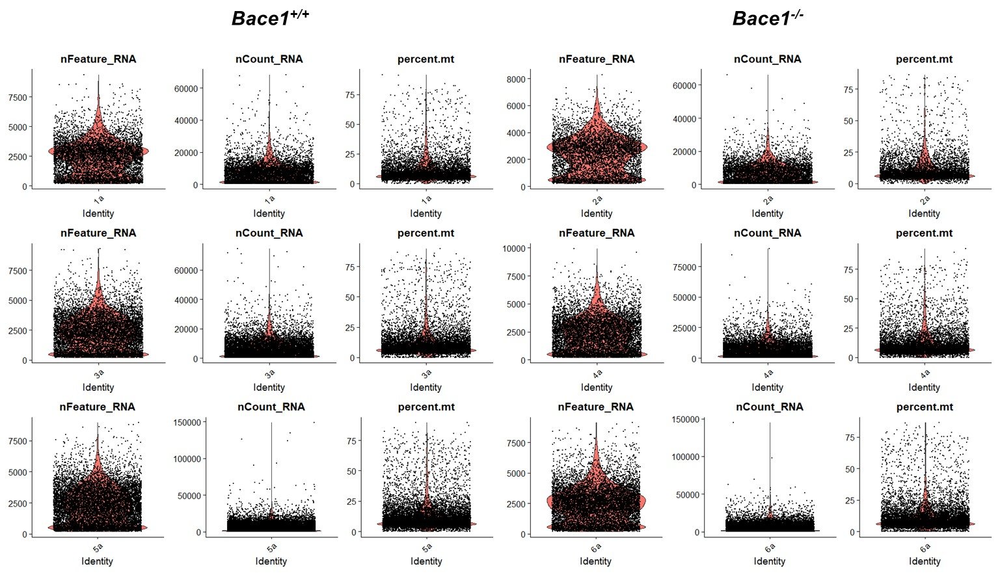 Bace1+/+ Bace1-/-
nFeature_RNA nCount_RNA percent.mt nFeature_RNA nCount_RNA percent.mt
7500 5000 2500 0
60000 40000 20000 0
75 50 25 0
8000 6000 4000 2000 0
60000 40000 20000 0
75 50 25 0
1a 1a 1a 2a 2a 2a
Identity Identity Identity Identity Identity Identity
nFeature_RNA nCount_RNA percent.mt nFeature_RNA nCount_RNA percent.mt
7500 5000 2500 0
60000 40000 20000 0
75 50 25 0
10000 7500 5000 2500 0
75000 50000 25000 0
75 50 25 0
3a 3a 3a 4a 4a 4a
Identity Identity Identity Identity Identity Identity
nFeature_RNA nCount_RNA percent.mt nFeature_RNA nCount_RNA percent.mt
7500 5000 2500 0
150000 100000 50000 0
75 50 25 0
7500 5000 2500 0
150000 100000 50000 0
75 50 25 0
5a 5a 5a 6a 6a 6a
Identity Identity Identity Identity Identity Identity